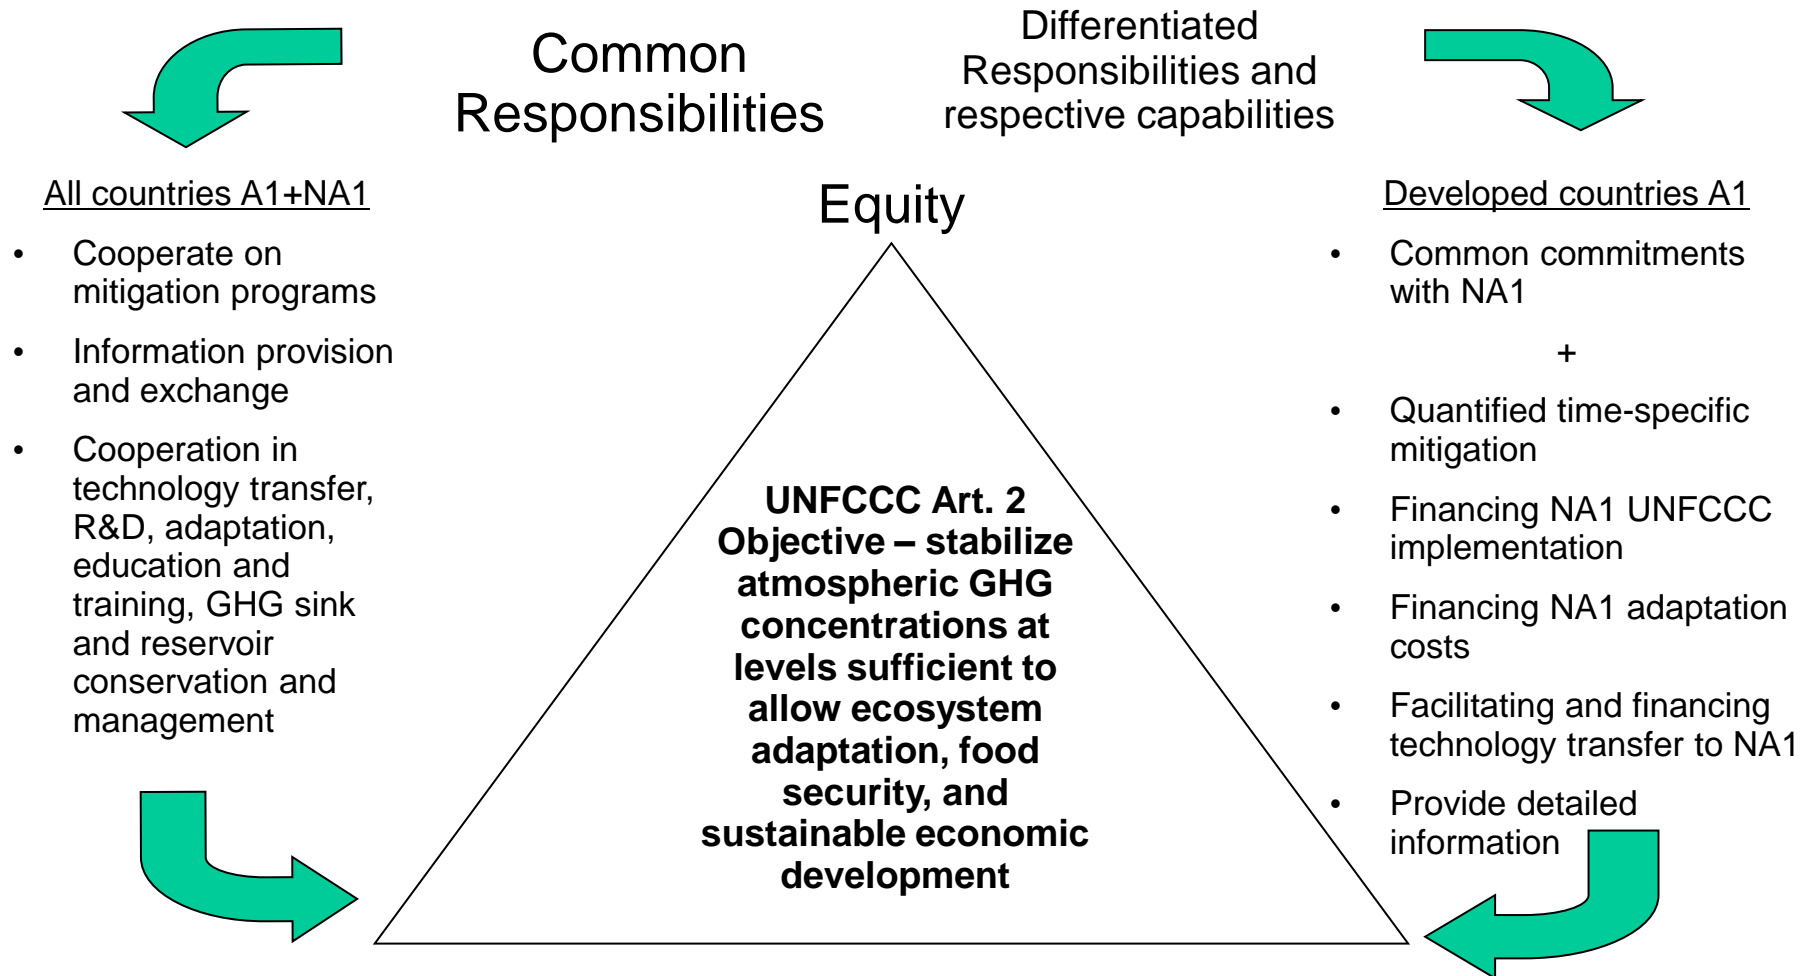 Common
Responsibilities
Differentiated
Responsibilities and
respective capabilities
All countries A1+NA1
• Cooperate on
mitigation programs
• Information provision
and exchange
• Cooperation in
technology transfer,
R&D, adaptation,
education and
training, GHG sink
and reservoir
conservation and
management
Equity
UNFCCC Art. 2
Objective – stabilize
atmospheric GHG
concentrations at
levels sufficient to
allow ecosystem
adaptation, food
security, and
sustainable economic
development
Developed countries A1
• Common commitments
with NA1
+
• Quantified time-specific
mitigation
• Financing NA1 UNFCCC
implementation
• Financing NA1 adaptation
costs
• Facilitating and financing
technology transfer to NA1
• Provide detailed
information